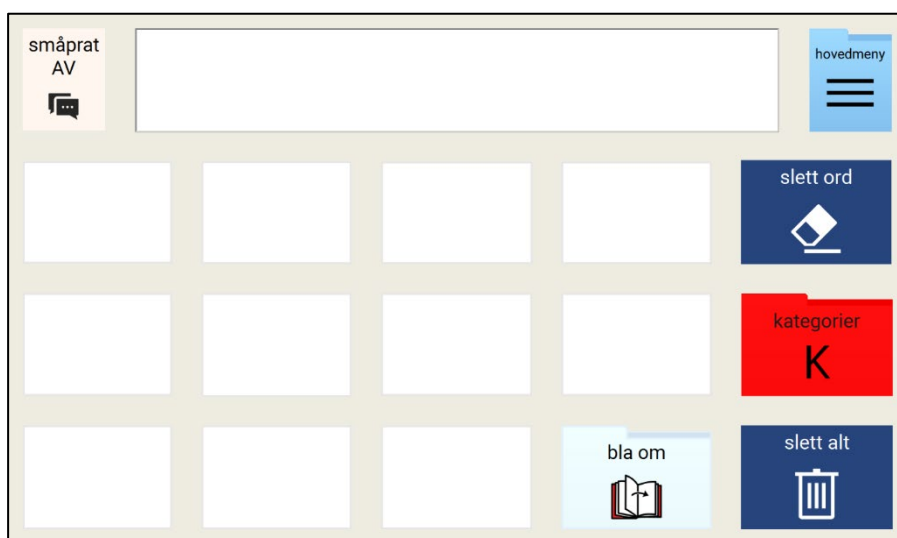 småprat
AV
hovedmeny
slett ord
kategorier
K
bla om
slett alt